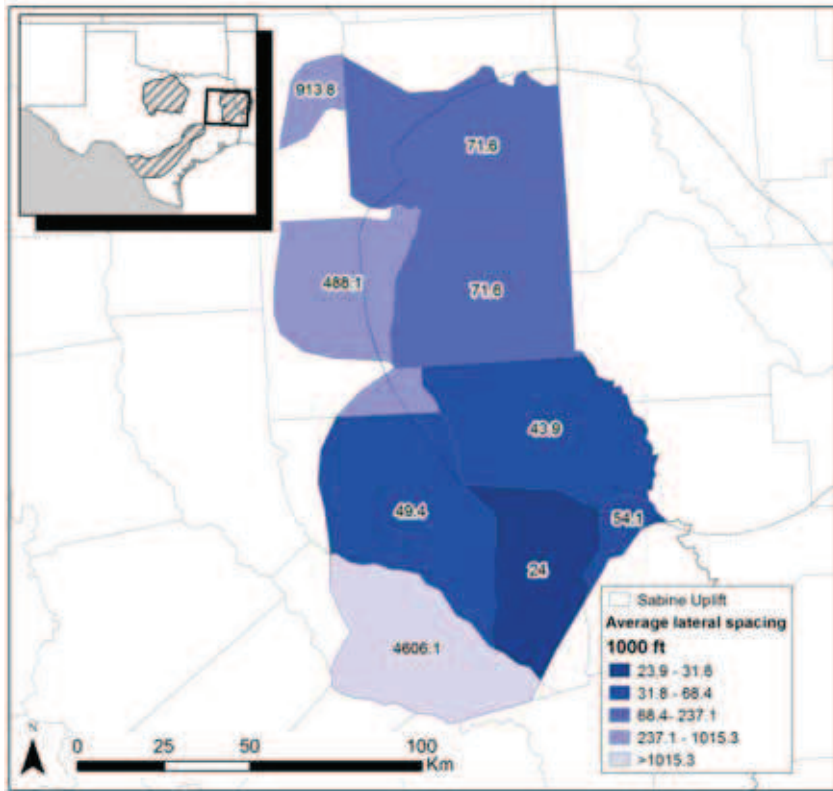 913.8
71.6
488.1
71.6
43.9
49.4
54.1
24
4606.1
Sabine Uplift
Average lateral spacing
1000 ft
23.9 - 31.8
31.8 - 68.4
68.4- 237.1
237.1 - 1015.3
>1015.3
N
0 25 50 100
Km